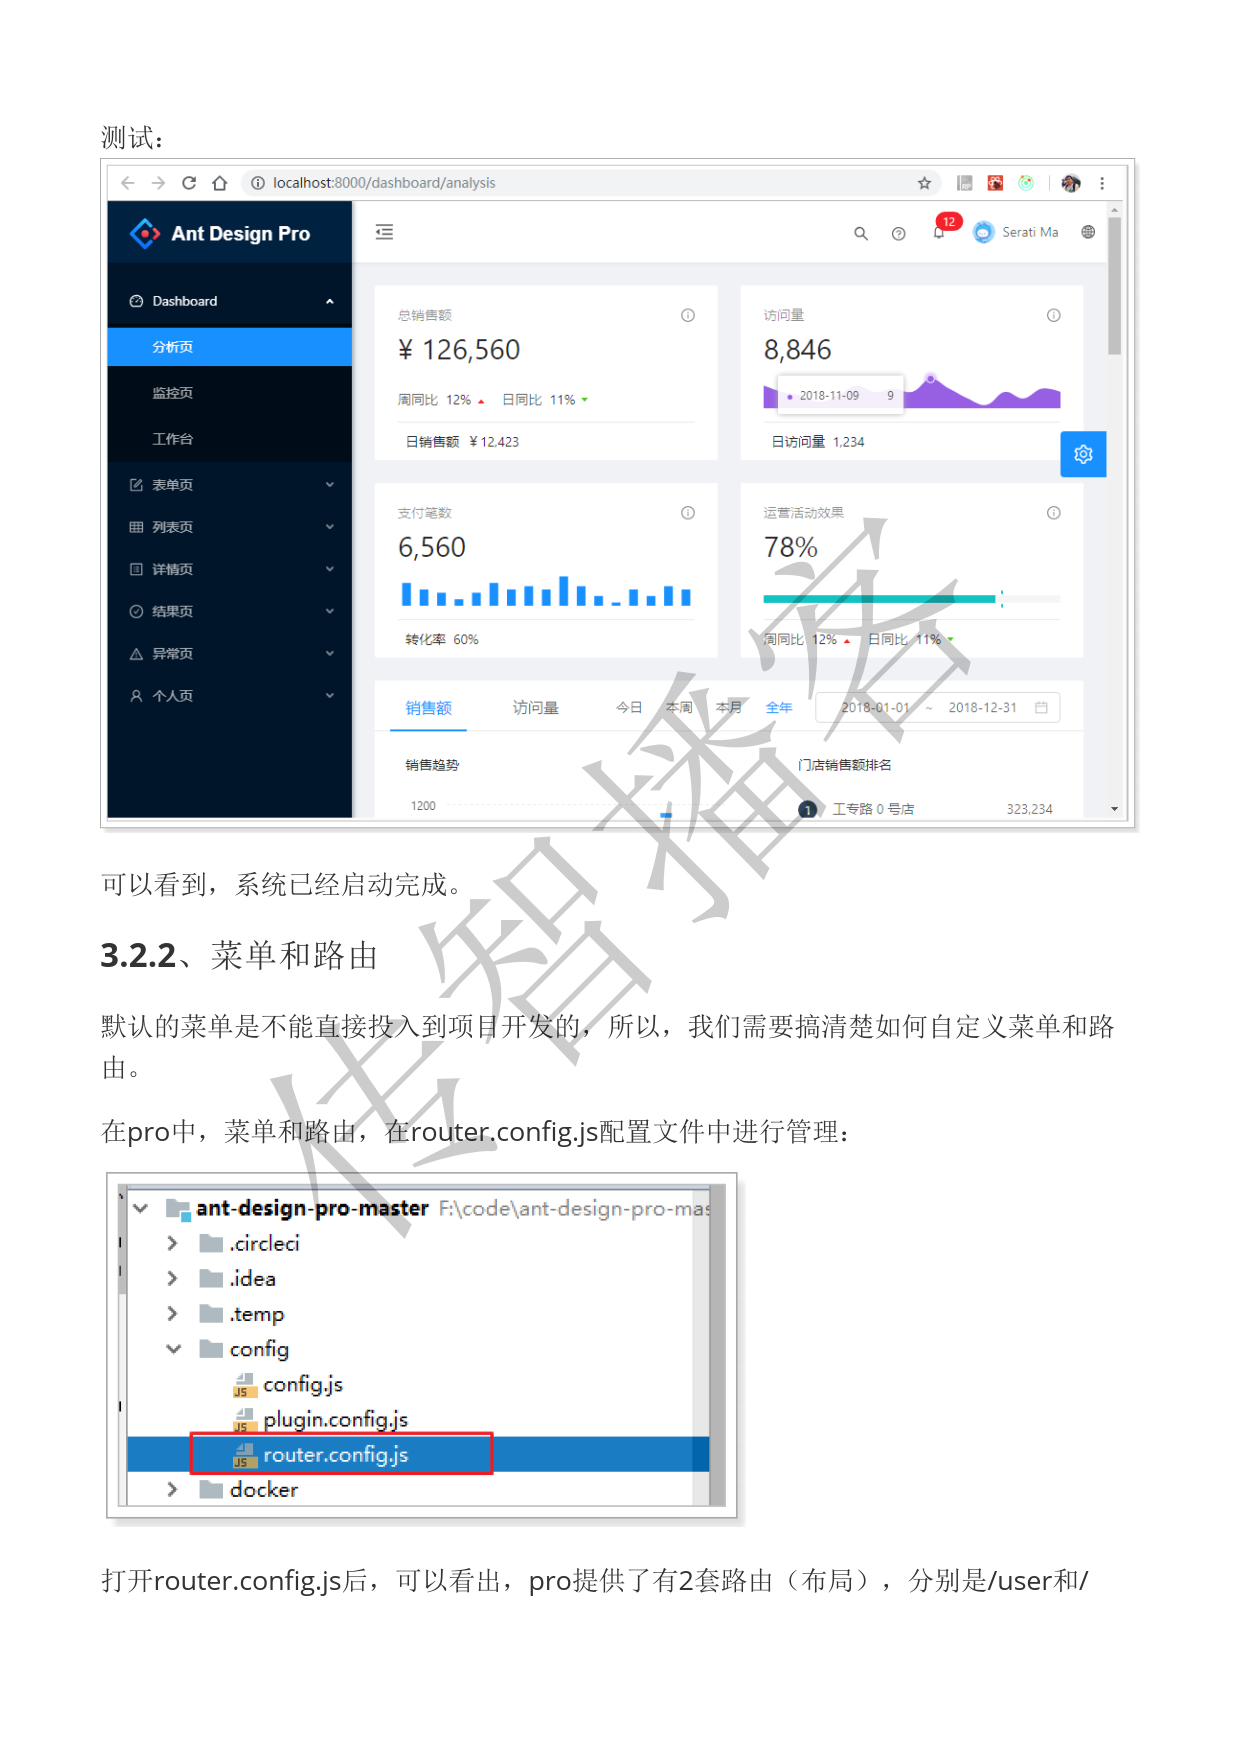 测试：
localhost:8000/dashboard/analysis
Ant Design Pro
12
Serati Ma
Dashboard
分析页
监控页
工作台
表单页
列表页
详情页
结果页
异常页
个人页
总销售额
¥ 126,560
周同比 12% 日同比 11%
日销售额 ¥ 12,423
访问量
8,846
2018-11-09 9
日访问量 1,234
支付笔数
6,560
转化率 60%
运营活动效果
78%
周同比 12% 日同比 11%
销售额 访问量 今日 本周 本月 全年 2018-01-01 ~ 2018-12-31
销售趋势 门店销售额排名
1200 1 工专路 0 号店 323,234
可以看到，系统已经启动完成。
3.2.2、菜单和路由
默认的菜单是不能直接投入到项目开发的，所以，我们需要搞清楚如何自定义菜单和路
由。
在pro中，菜单和路由，在router.config.js配置文件中进行管理：
ant-design-pro-master F:\code\ant-design-pro-mas
.circleci
.idea
.temp
config
config.js
plugin.config.js
router.config.js
docker
打开router.config.js后，可以看出，pro提供了有2套路由（布局），分别是/user和/
传智播客